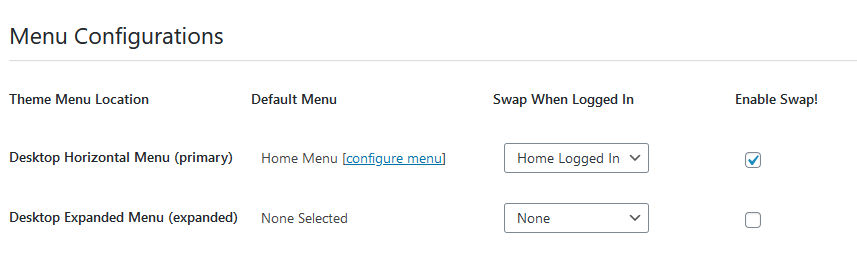 Menu Configurations
Theme Menu Location Default Menu Swap When Logged In Enable Swap!
Desktop Horizontal Menu (primary) Home Menu [configure menu] Home Logged In
Desktop Expanded Menu (expanded) None Selected None